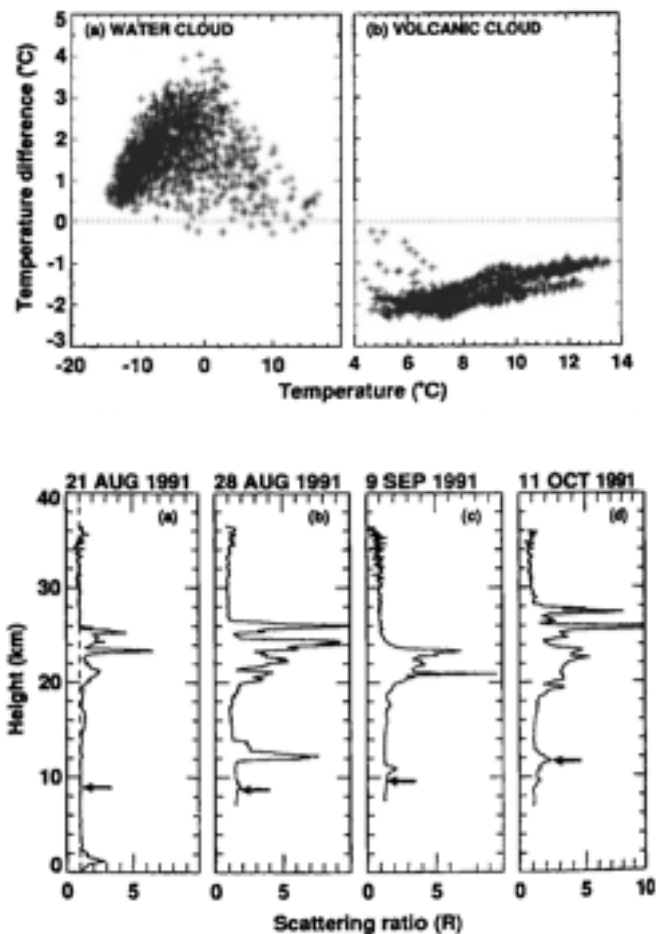 (a) WATER CLOUD
(b) VOLCANIC CLOUD
Temperature difference (°C)
5
4
3
2
1
0
-1
-2
-3
-20 -10 0 10
4 6 8 10 12 14
Temperature (°C)
21 AUG 1991 28 AUG 1991 9 SEP 1991 11 OCT 1991
(a) (b) (c) (d)
Height (km)
40
30
20
10
0
0 5 0 5 0 5 0 5 10
Scattering ratio (R)